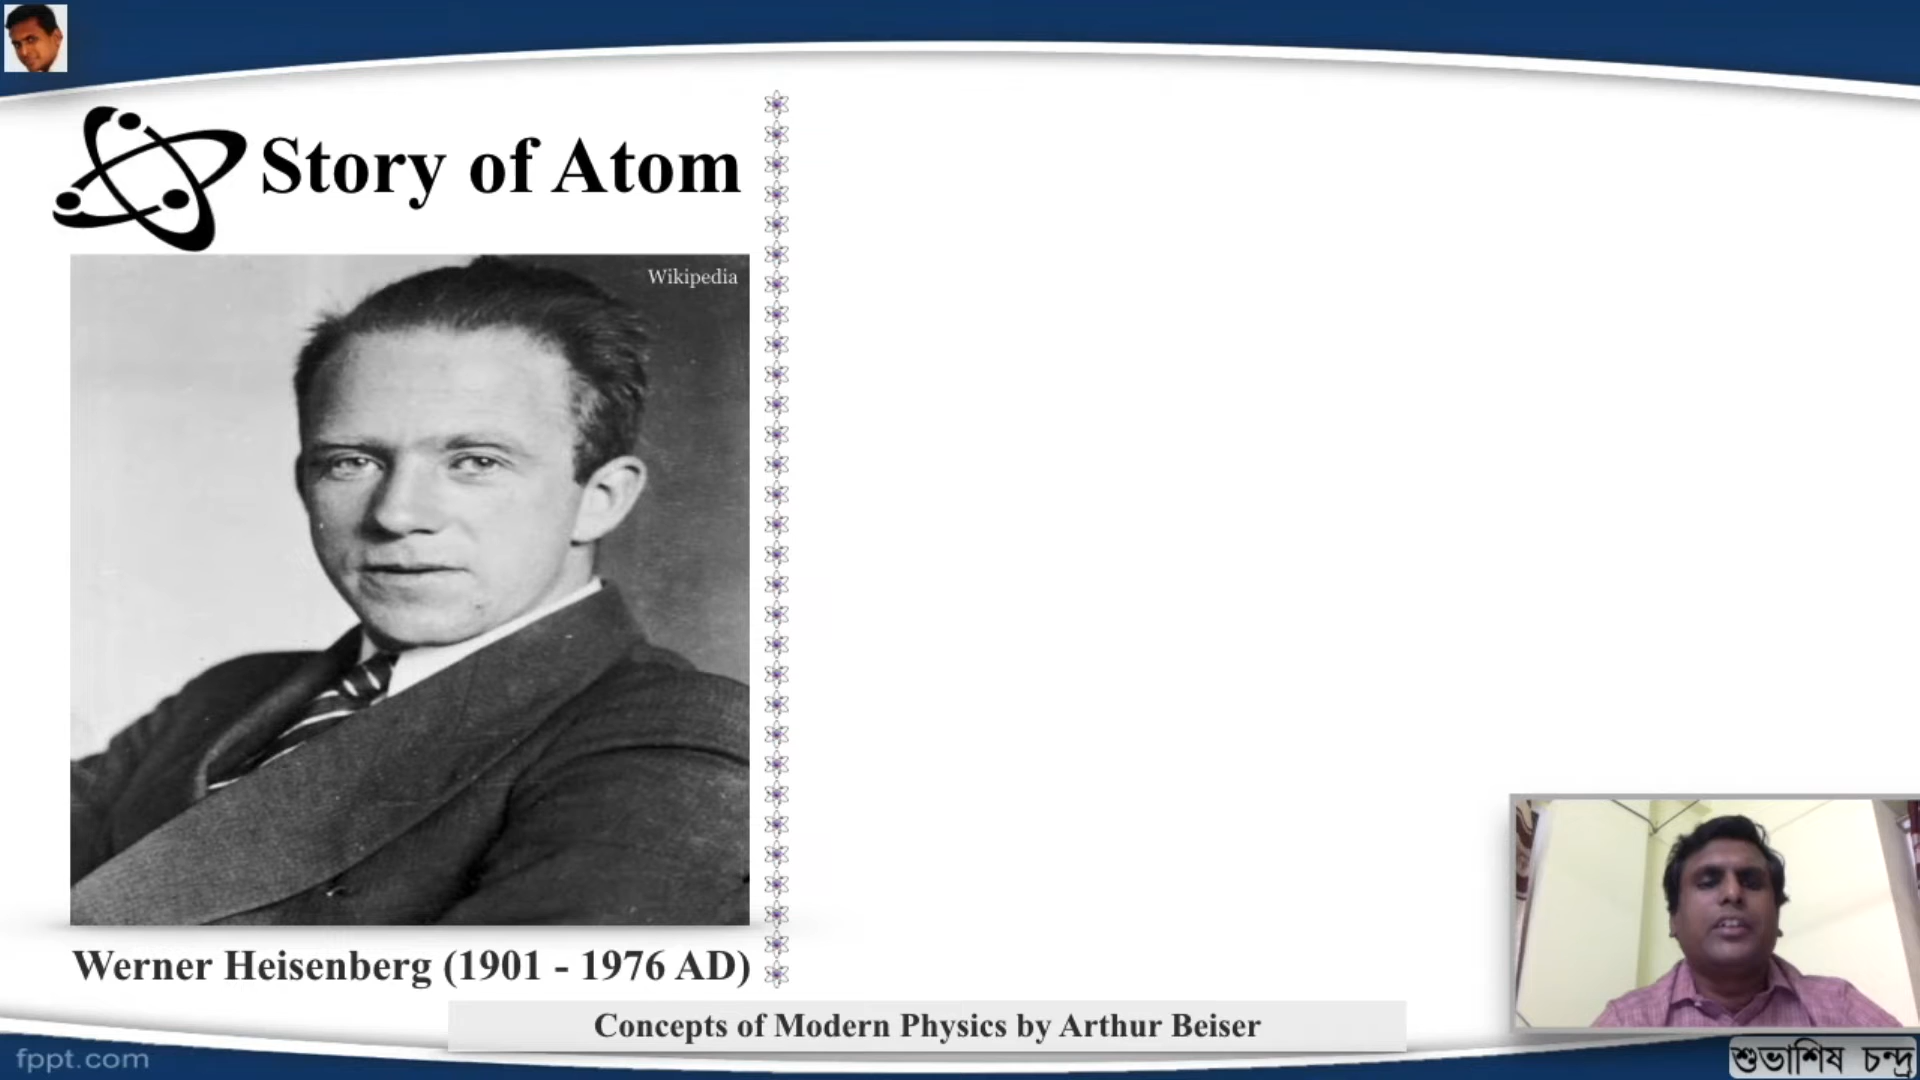 Story of Atom
Wikipedia
Werner Heisenberg (1901 - 1976 AD)
Concepts of Modern Physics by Arthur Beiser
fppt.com
শুভাশিষ চন্দ্র